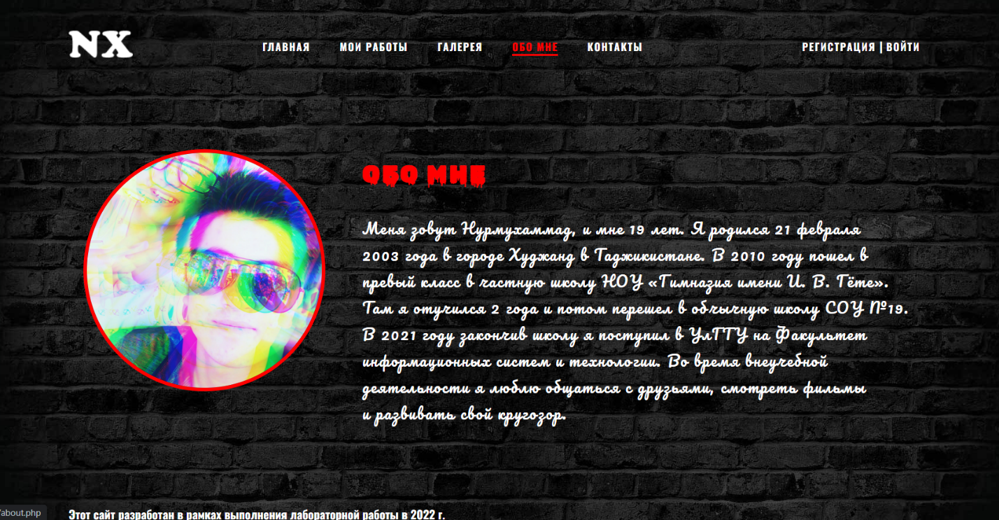 NX
ГЛАВНАЯ МОИ РАБОТЫ ГАЛЕРЕЯ ОБО МНЕ КОНТАКТЫ РЕГИСТРАЦИЯ | ВОЙТИ
ОБО МНЕ
Меня зовут Нурмухаммад, и мне 19 лет. Я родился 21 февраля
2003 года в городе Худжанд в Таджикистане. В 2010 году пошел в
превый класс в частную школу НОУ «Гимназия имени И. В. Гёте».
Там я отучился 2 года и потом перешел в обчычную школу СОУ №19.
В 2021 году закончив школу я поступил в УлГТУ на Факультет
информационных систем и технологии. Во время внеучебной
деятельности я люблю общаться с друзьями, смотреть фильмы
и развивать свой кругозор.
/about.php
Этот сайт разработан в рамках выполнения лабораторной работы в 2022 г.